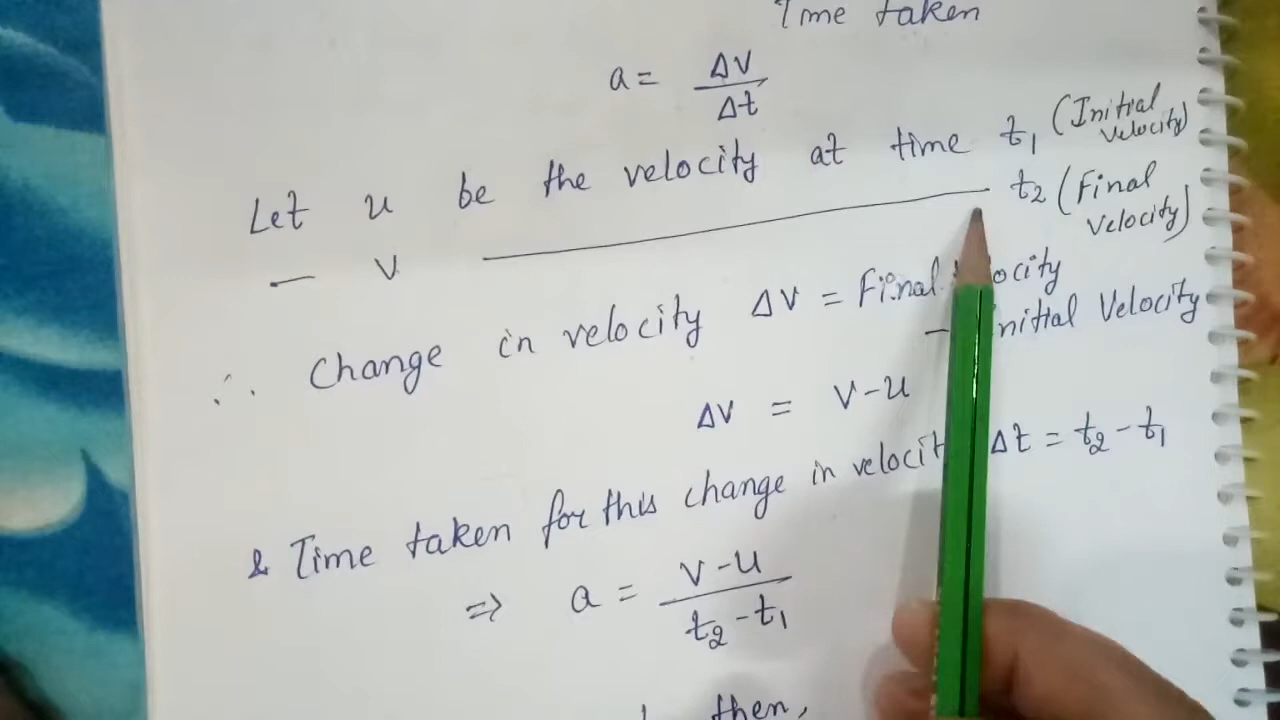 Time taken
a = ΔV / Δt
Let u be the velocity at time t₁ (Initial Velocity)
— V ———— t₂ (Final Velocity)
∴ Change in velocity ΔV = Final
– Initial Velocity
ΔV = V-u
& Time taken for this change in Δt = t₂ - t₁
⇒ a = V-u / t₂ - t₁
then,